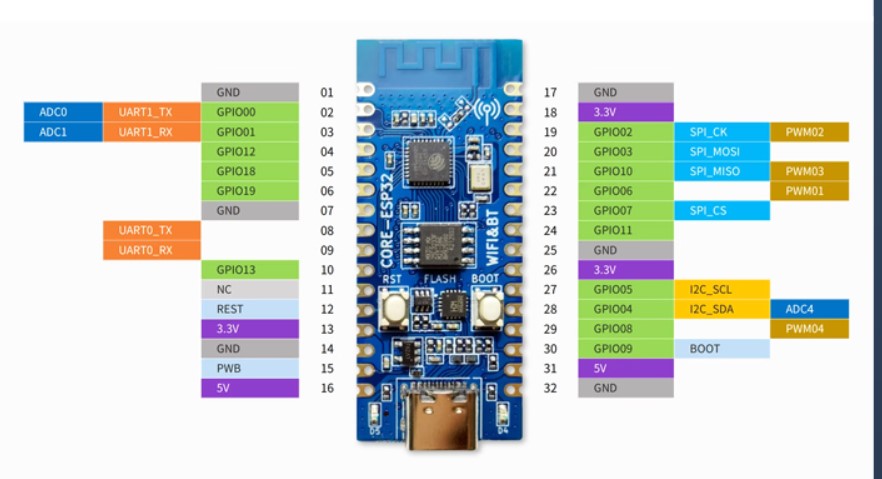 GND 01 17 GND
ADC0 UART1_TX GPIO00 02 18 3.3V
ADC1 UART1_RX GPIO01 03 19 GPIO02 SPI_CK PWM02
GPIO12 04 20 GPIO03 SPI_MOSI
GPIO18 05 21 GPIO10 SPI_MISO PWM03
GPIO19 06 22 GPIO06 PWM01
GND 07 23 GPIO07 SPI_CS
UART0_TX 08 24 GPIO11
UART0_RX 09 25 GND
GPIO13 10 26 3.3V
NC 11 27 GPIO05 I2C_SCL
REST 12 28 GPIO04 I2C_SDA ADC4
3.3V 13 29 GPIO08 PWM04
GND 14 30 GPIO09 BOOT
PWB 15 31 5V
5V 16 32 GND
CORE-ESP32
WIFI&BT
RST FLASH BOOT
D5 D4